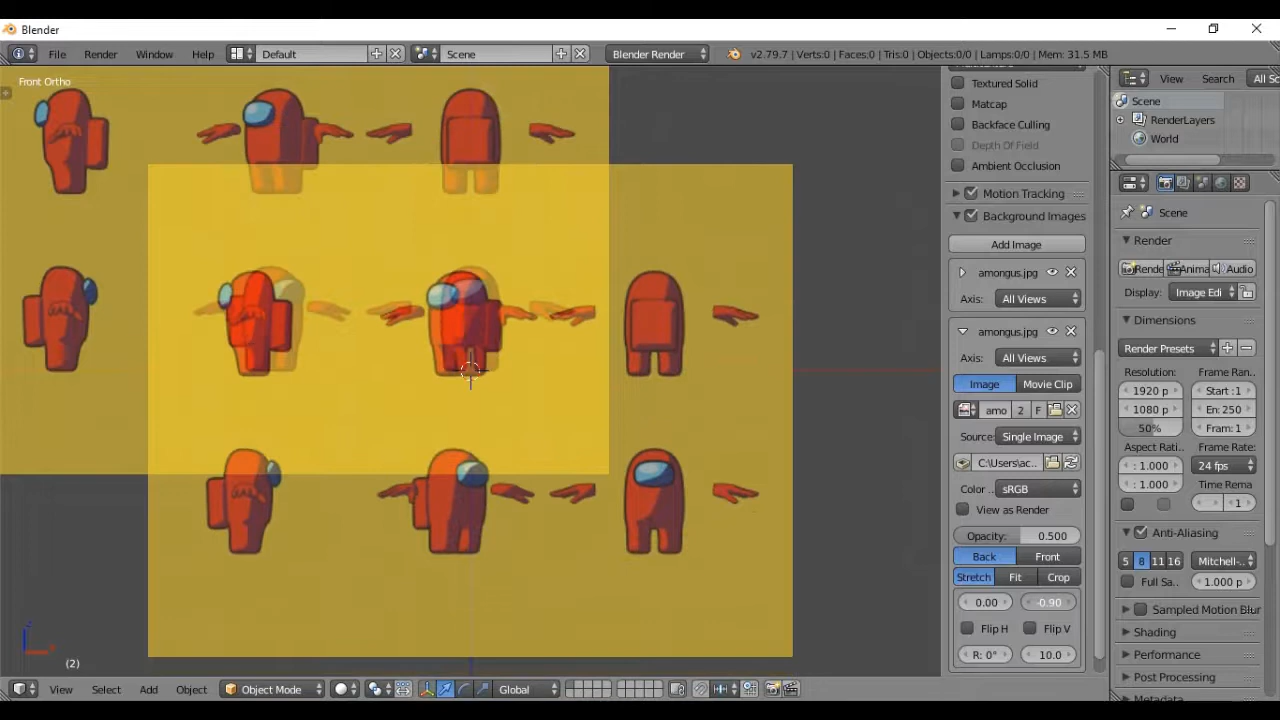 Blender
File Render Window Help Default Scene Blender Render v2.79.7 | Verts:0 | Faces:0 | Tris:0 | Objects:0/0 | Lamps:0/0 | Mem: 31.5 MB
Front Ortho
(2)
View Select Add Object Object Mode Global
Textured Solid
Matcap
Backface Culling
Depth Of Field
Ambient Occlusion
Motion Tracking
Background Images
Add Image
amongus.jpg
Axis: All Views
amongus.jpg
Axis: All Views
Image Movie Clip
amo 2 F
Source: Single Image
C:\Users\ac...
Color .. sRGB
View as Render
Opacity: 0.500
Back Front
Stretch Fit Crop
0.00 -0.90
Flip H Flip V
R: 0° 10.0
View Search All Sc
Scene
RenderLayers
World
Scene
Render
Rende Anima Audio
Display: Image Edi
Dimensions
Render Presets
Resolution: Frame Ran..
1920 p Start :1
1080 p En: 250
50% Fram: 1
Aspect Rati.. Frame Rate:
: 1.000 24 fps
: 1.000 Time Rema
1
Anti-Aliasing
5 8 11 16 Mitchell-..
Full Sa.. 1.000 p
Sampled Motion Blur
Shading
Performance
Post Processing